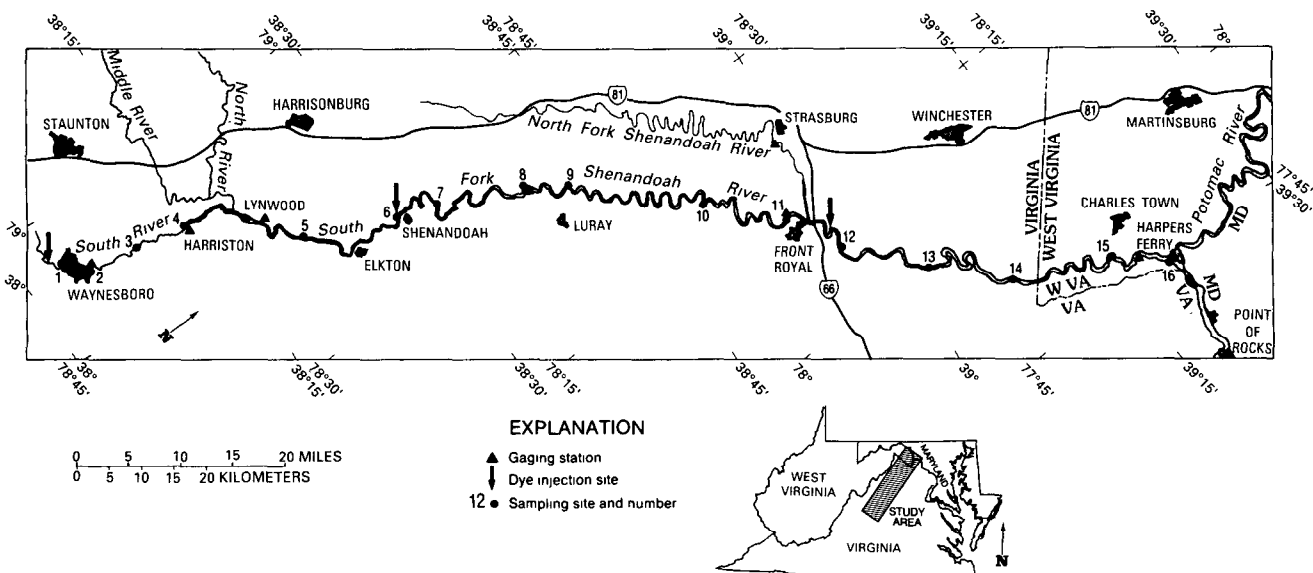 38°15'
79°
38°30'
38°45'
78°45'
39°
78°30'
39°15'
78°15'
39°30'
78°
Middle River
North River
STAUNTON
HARRISONBURG
81
North Fork Shenandoah River
STRASBURG
WINCHESTER
81
MARTINSBURG
Potomac River
77°45'
39°30'
South River
LYNWOOD
HARRISTON
WAYNESBORO
1
2
3
4
5
South Fork Shenandoah River
6
SHENANDOAH
ELKTON
7
8
9
LURAY
10
11
FRONT ROYAL
12
66
13
14
VIRGINIA
WEST VIRGINIA
W VA
VA
CHARLES TOWN
HARPERS FERRY
15
16
MD
VA
MD
POINT OF ROCKS
79°
38°
N
38°
78°45'
78°30'
38°15'
38°30'
78°15'
38°45'
78°
39°
77°45'
39°15'
0 5 10 15 20 MILES
0 5 10 15 20 KILOMETERS
EXPLANATION
Gaging station
Dye injection site
12 Sampling site and number
WEST VIRGINIA
MARYLAND
STUDY AREA
VIRGINIA
N